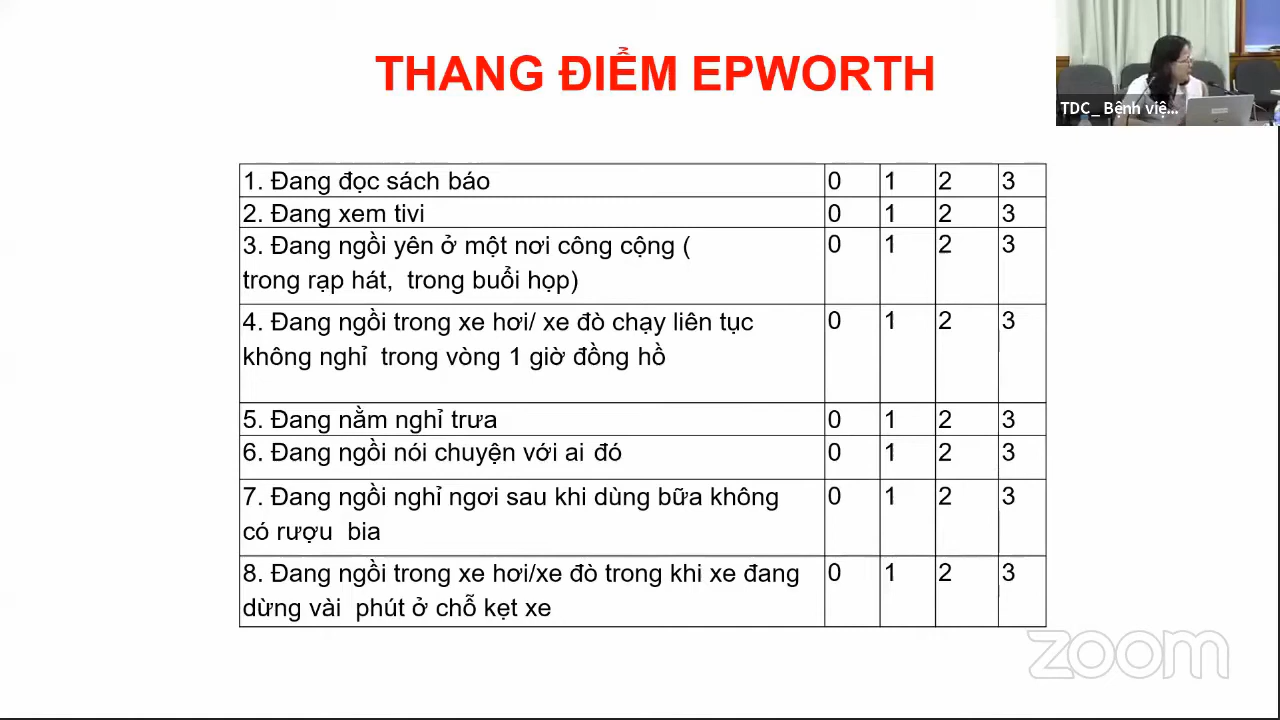 THANG ĐIỂM EPWORTH
TDC_ Bệnh việ...
1. Đang đọc sách báo 0 1 2 3
2. Đang xem tivi 0 1 2 3
3. Đang ngồi yên ở một nơi công cộng ( 0 1 2 3
trong rạp hát, trong buổi họp)
4. Đang ngồi trong xe hơi/ xe đò chạy liên tục 0 1 2 3
không nghỉ trong vòng 1 giờ đồng hồ
5. Đang nằm nghỉ trưa 0 1 2 3
6. Đang ngồi nói chuyện với ai đó 0 1 2 3
7. Đang ngồi nghỉ ngơi sau khi dùng bữa không 0 1 2 3
có rượu bia
8. Đang ngồi trong xe hơi/xe đò trong khi xe đang 0 1 2 3
dừng vài phút ở chỗ kẹt xe
zoom